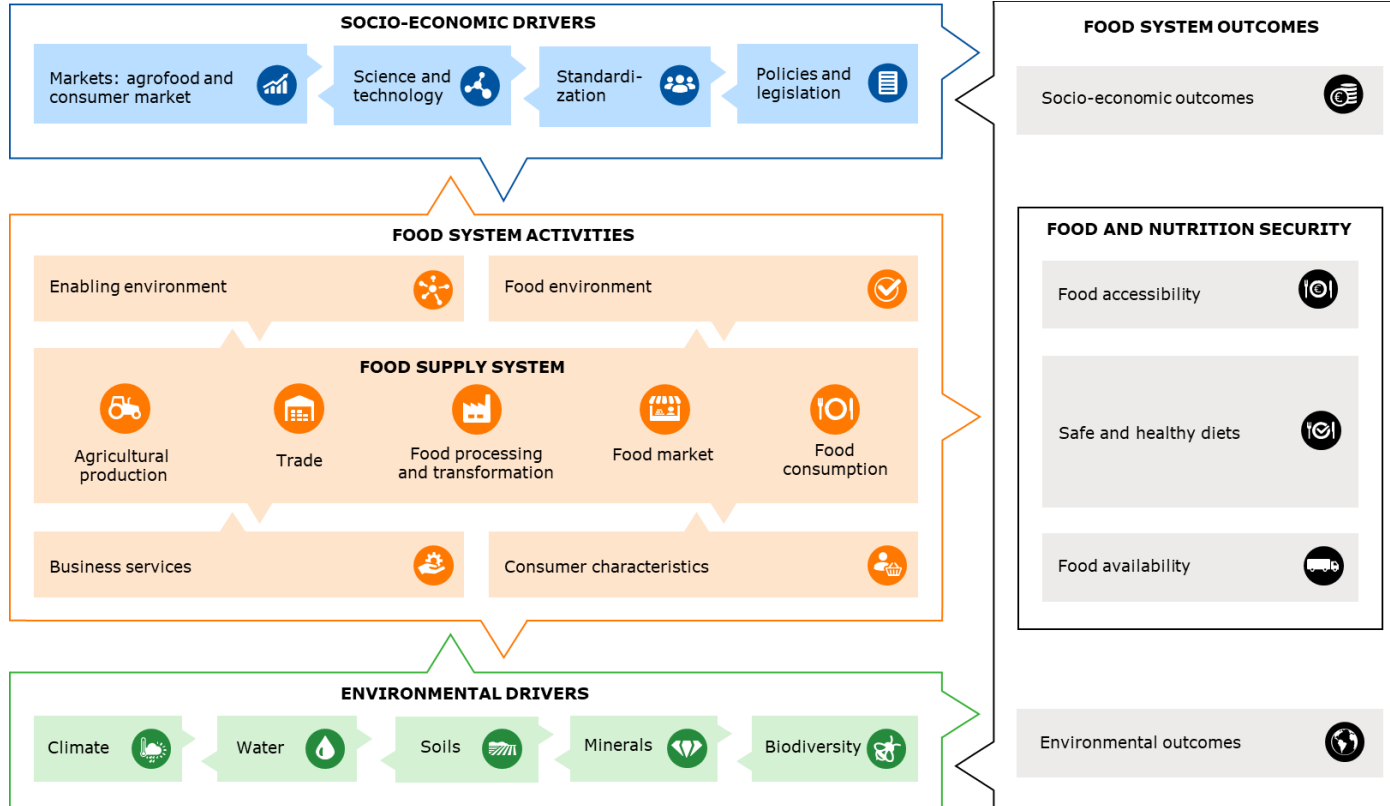 SOCIO-ECONOMIC DRIVERS
Markets: agrofood and
consumer market
Science and
technology
Standardi-
zation
Policies and
legislation
FOOD SYSTEM ACTIVITIES
Enabling environment
Food environment
FOOD SUPPLY SYSTEM
Agricultural
production
Trade
Food processing
and transformation
Food market
Food
consumption
Business services
Consumer characteristics
ENVIRONMENTAL DRIVERS
Climate
Water
Soils
Minerals
Biodiversity
FOOD SYSTEM OUTCOMES
Socio-economic outcomes
FOOD AND NUTRITION SECURITY
Food accessibility
Safe and healthy diets
Food availability
Environmental outcomes